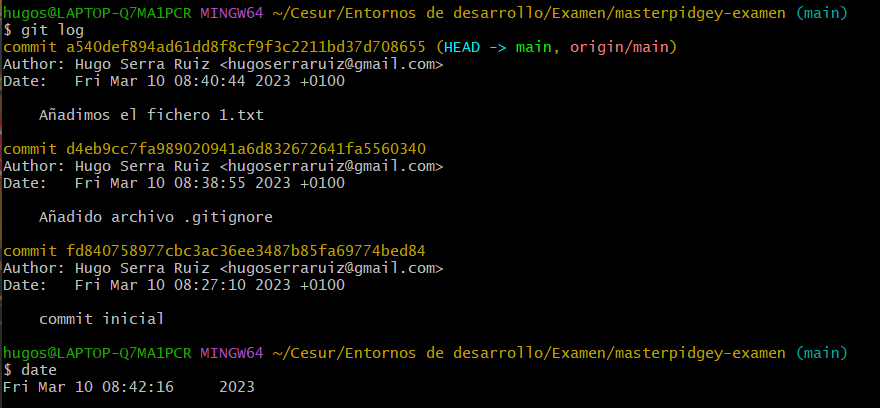 hugos@LAPTOP-Q7MA1PCR MINGW64 ~/Cesur/Entornos de desarrollo/Examen/masterpidgey-examen (main)
$ git log
commit a540def894ad61dd8f8cf9f3c2211bd37d708655 (HEAD -> main, origin/main)
Author: Hugo Serra Ruiz <hugoserraruiz@gmail.com>
Date:   Fri Mar 10 08:40:44 2023 +0100

    Añadimos el fichero 1.txt

commit d4eb9cc7fa989020941a6d832672641fa5560340
Author: Hugo Serra Ruiz <hugoserraruiz@gmail.com>
Date:   Fri Mar 10 08:38:55 2023 +0100

    Añadido archivo .gitignore

commit fd840758977cbc3ac36ee3487b85fa69774bed84
Author: Hugo Serra Ruiz <hugoserraruiz@gmail.com>
Date:   Fri Mar 10 08:27:10 2023 +0100

    commit inicial

hugos@LAPTOP-Q7MA1PCR MINGW64 ~/Cesur/Entornos de desarrollo/Examen/masterpidgey-examen (main)
$ date
Fri Mar 10 08:42:16     2023